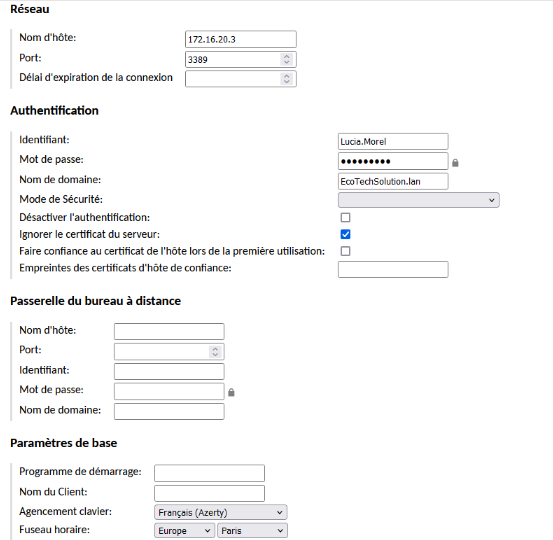 Réseau
Nom d'hôte: 172.16.20.3
Port: 3389
Délai d'expiration de la connexion
Authentification
Identifiant: Lucia.Morel
Mot de passe: ●●●●●●●●●
Nom de domaine: EcoTechSolution.lan
Mode de Sécurité:
Désactiver l'authentification:
Ignorer le certificat du serveur:
Faire confiance au certificat de l'hôte lors de la première utilisation:
Empreintes des certificats d'hôte de confiance:
Passerelle du bureau à distance
Nom d'hôte:
Port:
Identifiant:
Mot de passe:
Nom de domaine:
Paramètres de base
Programme de démarrage:
Nom du Client:
Agencement clavier: Français (Azerty)
Fuseau horaire: Europe Paris